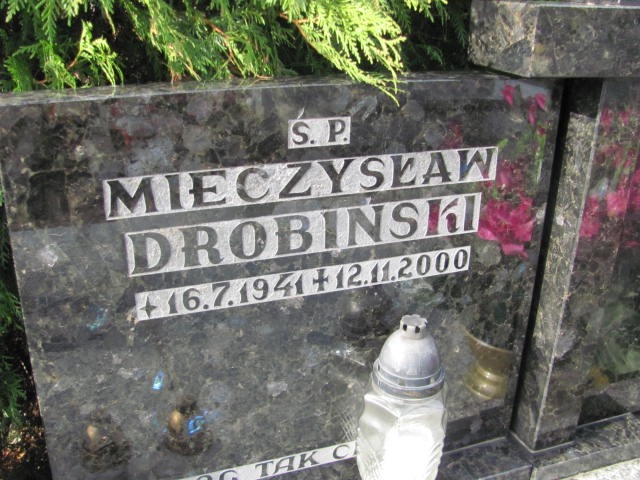 S.P.
MIECZYSŁAW
DROBIŃSKI
+16.7.1941+12.11.2000
TAK